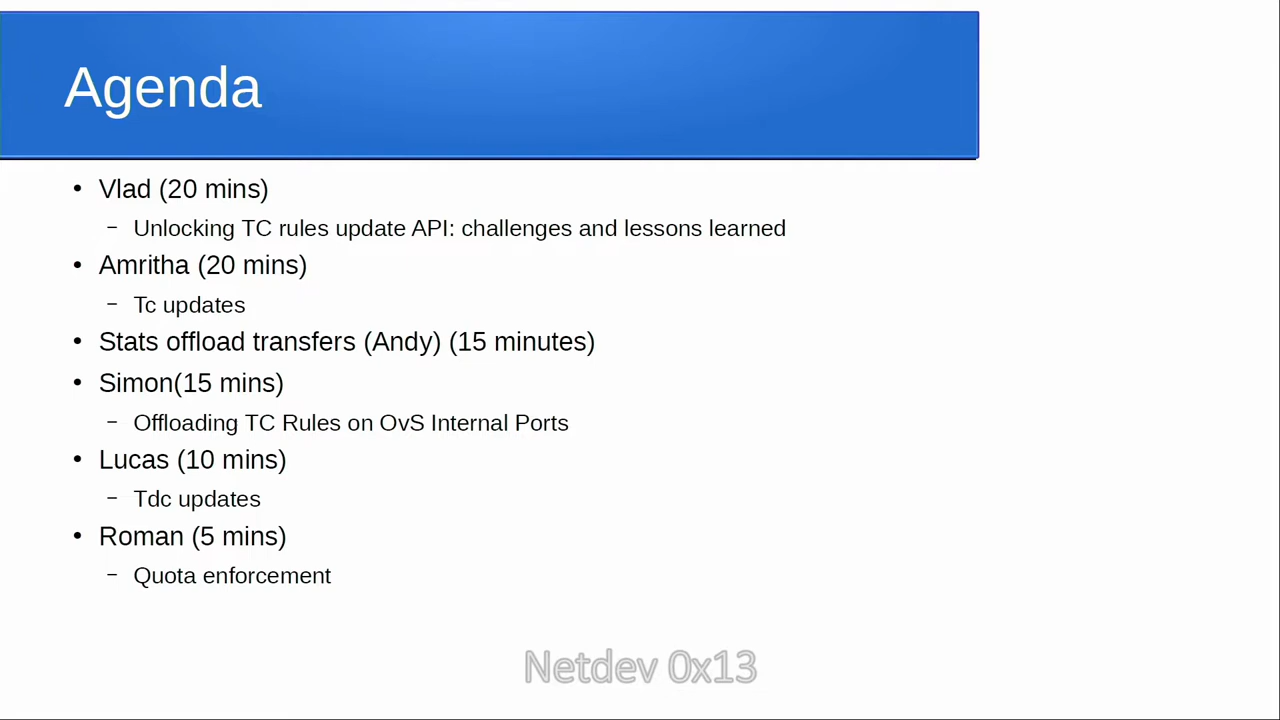 Agenda
• Vlad (20 mins)
– Unlocking TC rules update API: challenges and lessons learned
• Amritha (20 mins)
– Tc updates
• Stats offload transfers (Andy) (15 minutes)
• Simon(15 mins)
– Offloading TC Rules on OvS Internal Ports
• Lucas (10 mins)
– Tdc updates
• Roman (5 mins)
– Quota enforcement
Netdev 0x13